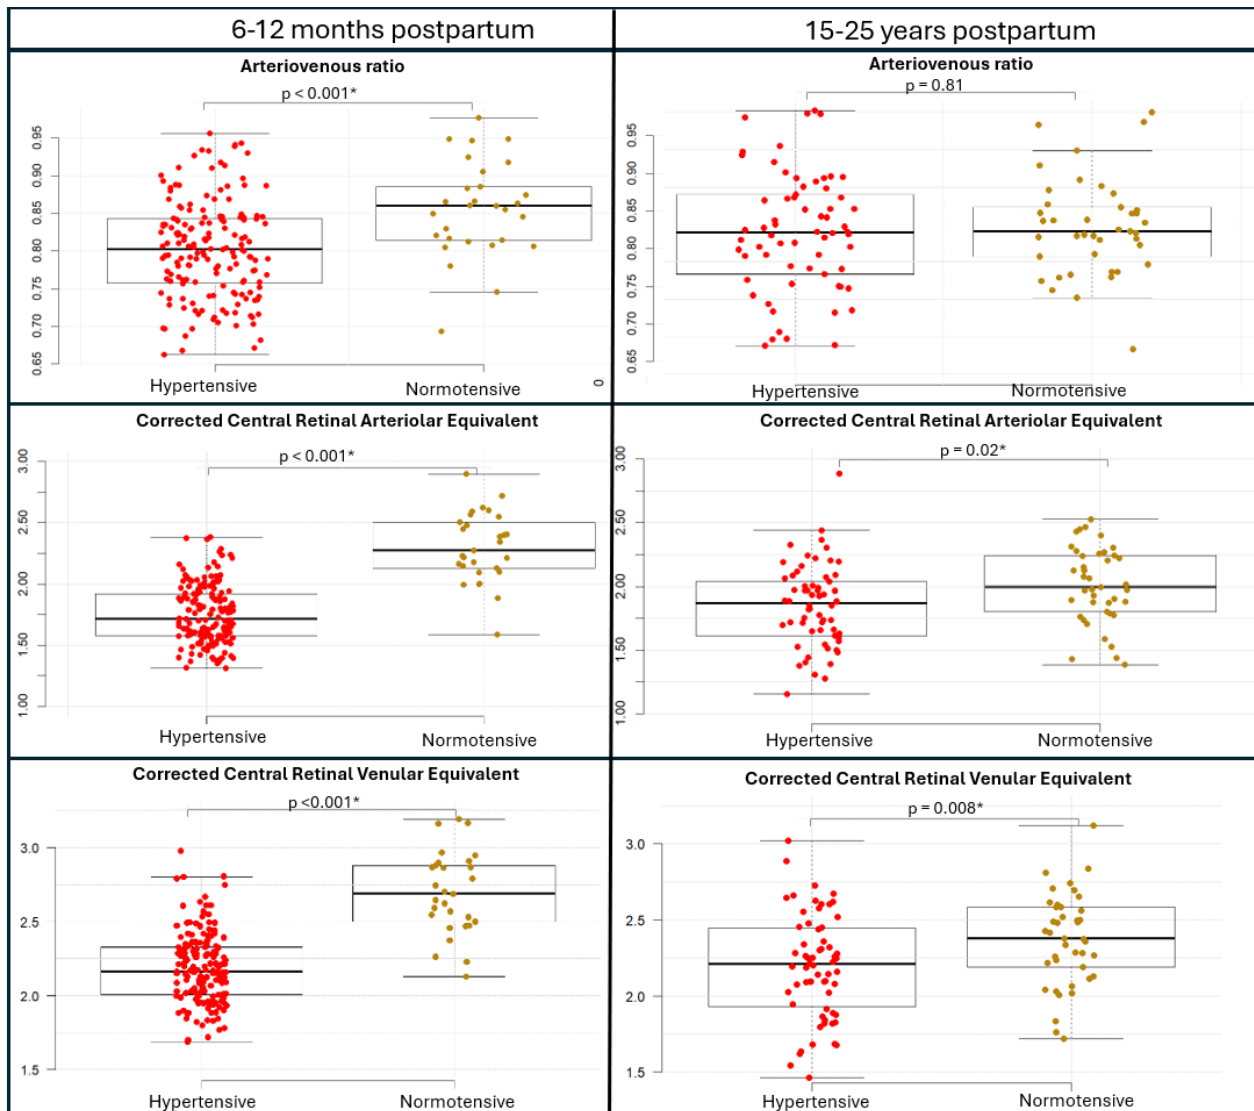 6-12 months postpartum
15-25 years postpartum
Arteriovenous ratio
p < 0.001*
0.95
0.90
0.85
0.80
0.75
0.70
0.65
Hypertensive
Normotensive
0
Arteriovenous ratio
p = 0.81
0.95
0.90
0.85
0.80
0.75
0.70
0.65
Hypertensive
Normotensive
Corrected Central Retinal Arteriolar Equivalent
p < 0.001*
3.00
2.50
2.00
1.50
1.00
Hypertensive
Normotensive
Corrected Central Retinal Arteriolar Equivalent
p = 0.02*
3.00
2.50
2.00
1.50
1.00
Hypertensive
Normotensive
Corrected Central Retinal Venular Equivalent
p <0.001*
3.0
2.5
2.0
1.5
Hypertensive
Normotensive
Corrected Central Retinal Venular Equivalent
p = 0.008*
3.0
2.5
2.0
1.5
Hypertensive
Normotensive